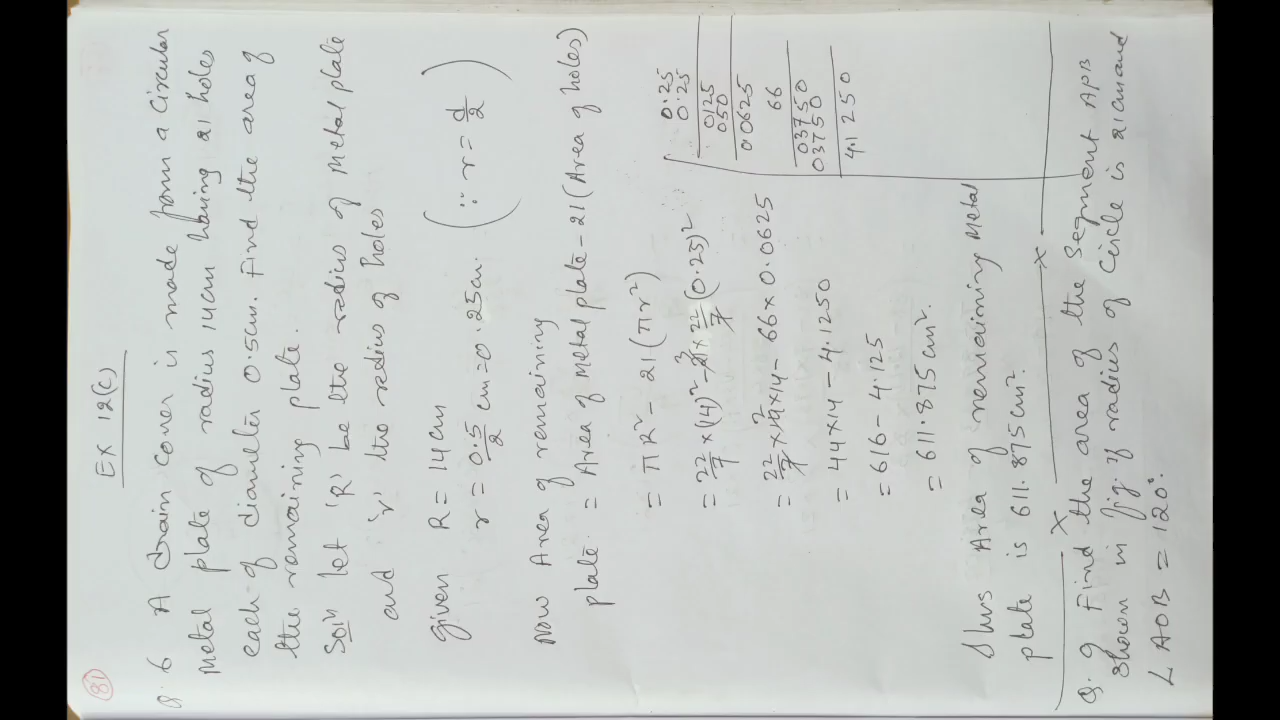 81
EX 12(C)
Q. 6 A drain cover is made from a circular
metal plate of radius 14cm having 21 holes
each of diameter 0.5cm. Find the area of
the remaining plate.
Soln Let 'R' be the radius of metal plate
and 'r' the radius of holes
Given R = 14 cm
r = 0.5/2 cm = 0.25cm. (∵ r = d/2)
Now Area of remaining
plate. = Area of metal plate - 21 (Area of holes)
= πR² - 21 (πr²)
= 22/7 × (14)² - 21 × 22/7 (0.25)²
= 22/7 × 14 × 14 - 66 × 0.0625
= 44 × 14 - 4.1250
= 616 - 4.125
= 611.875 cm².
0.25
0.25
0125
050
0.0625
66
03750
03750
4.1250
Thus Area of remaining metal
plate is 611.875 cm².
x x
Q. 9 Find the area of the segment APB
shown in fig. if radius of circle is 21 cm and
∠AOB = 120°.